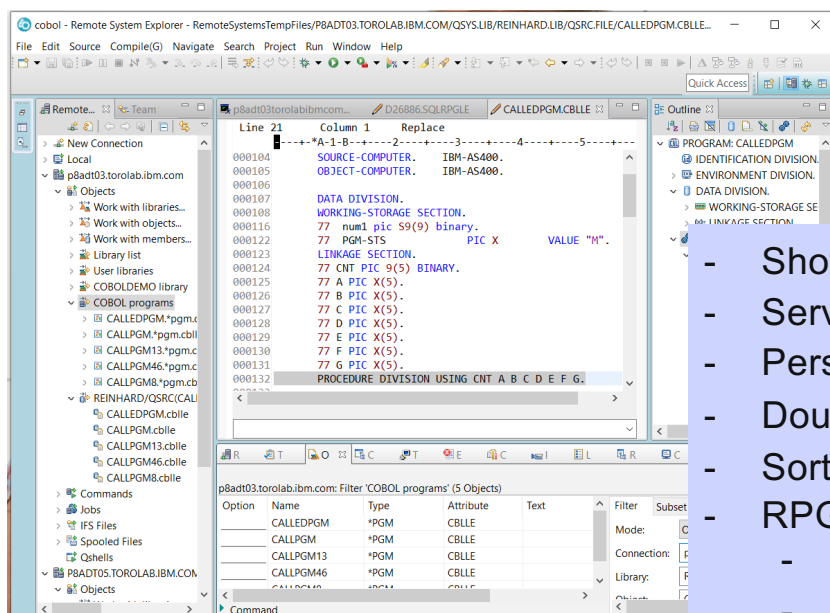 cobol - Remote System Explorer - RemoteSystemsTempFiles/P8ADT03.TOROLAB.IBM.COM/QSYS.LIB/REINHARD.LIB/QSRC.FILE/CALLEDPGM.CBLLE...
File Edit Source Compile(G) Navigate Search Project Run Window Help
Quick Access
Remote... Team
New Connection
Local
p8adt03.torolab.ibm.com
Objects
Work with libraries...
Work with objects...
Work with members...
Library list
User libraries
COBOLDEMO library
COBOL programs
CALLEDPGM.*pgm.c
CALLPGM.*pgm.cbll
CALLPGM13.*pgm.c
CALLPGM46.*pgm.c
CALLPGM8.*pgm.cb
REINHARD/QSRC(CALL
CALLEDPGM.cblle
CALLPGM.cblle
CALLPGM13.cblle
CALLPGM46.cblle
CALLPGM8.cblle
Commands
Jobs
IFS Files
Spooled Files
Qshells
P8ADT05.TOROLAB.IBM.COM
Objects
p8adt03torolabibmcom... D26886.SQLRPGLE CALLEDPGM.CBLLE
Line 21 Column 1 Replace
----+-*A-1-B--+----2----+----3----+----4----+----5----+---
000104 SOURCE-COMPUTER. IBM-AS400.
000105 OBJECT-COMPUTER. IBM-AS400.
000106
000107 DATA DIVISION.
000108 WORKING-STORAGE SECTION.
000116 77 num1 pic S9(9) binary.
000122 77 PGM-STS PIC X VALUE "M".
000123 LINKAGE SECTION.
000124 77 CNT PIC 9(5) BINARY.
000125 77 A PIC X(5).
000126 77 B PIC X(5).
000127 77 C PIC X(5).
000128 77 D PIC X(5).
000129 77 E PIC X(5).
000130 77 F PIC X(5).
000131 77 G PIC X(5).
000132 PROCEDURE DIVISION USING CNT A B C D E F G.
Outline
PROGRAM: CALLEDPGM
IDENTIFICATION DIVISION.
ENVIRONMENT DIVISION.
DATA DIVISION.
WORKING-STORAGE SE
LINKAGE SECTION
R T O C T E C I L R C
p8adt03.torolab.ibm.com: Filter 'COBOL programs' (5 Objects)
Option Name Type Attribute Text
CALLEDPGM *PGM CBLLE
CALLPGM *PGM CBLLE
CALLPGM13 *PGM CBLLE
CALLPGM46 *PGM CBLLE
CALLPGM8 *PGM CBLLE
Command
Filter Subset
Mode:
Connection:
Library:
Object:
- Sho
- Serv
- Pers
- Dou
- Sort
- RPG
-